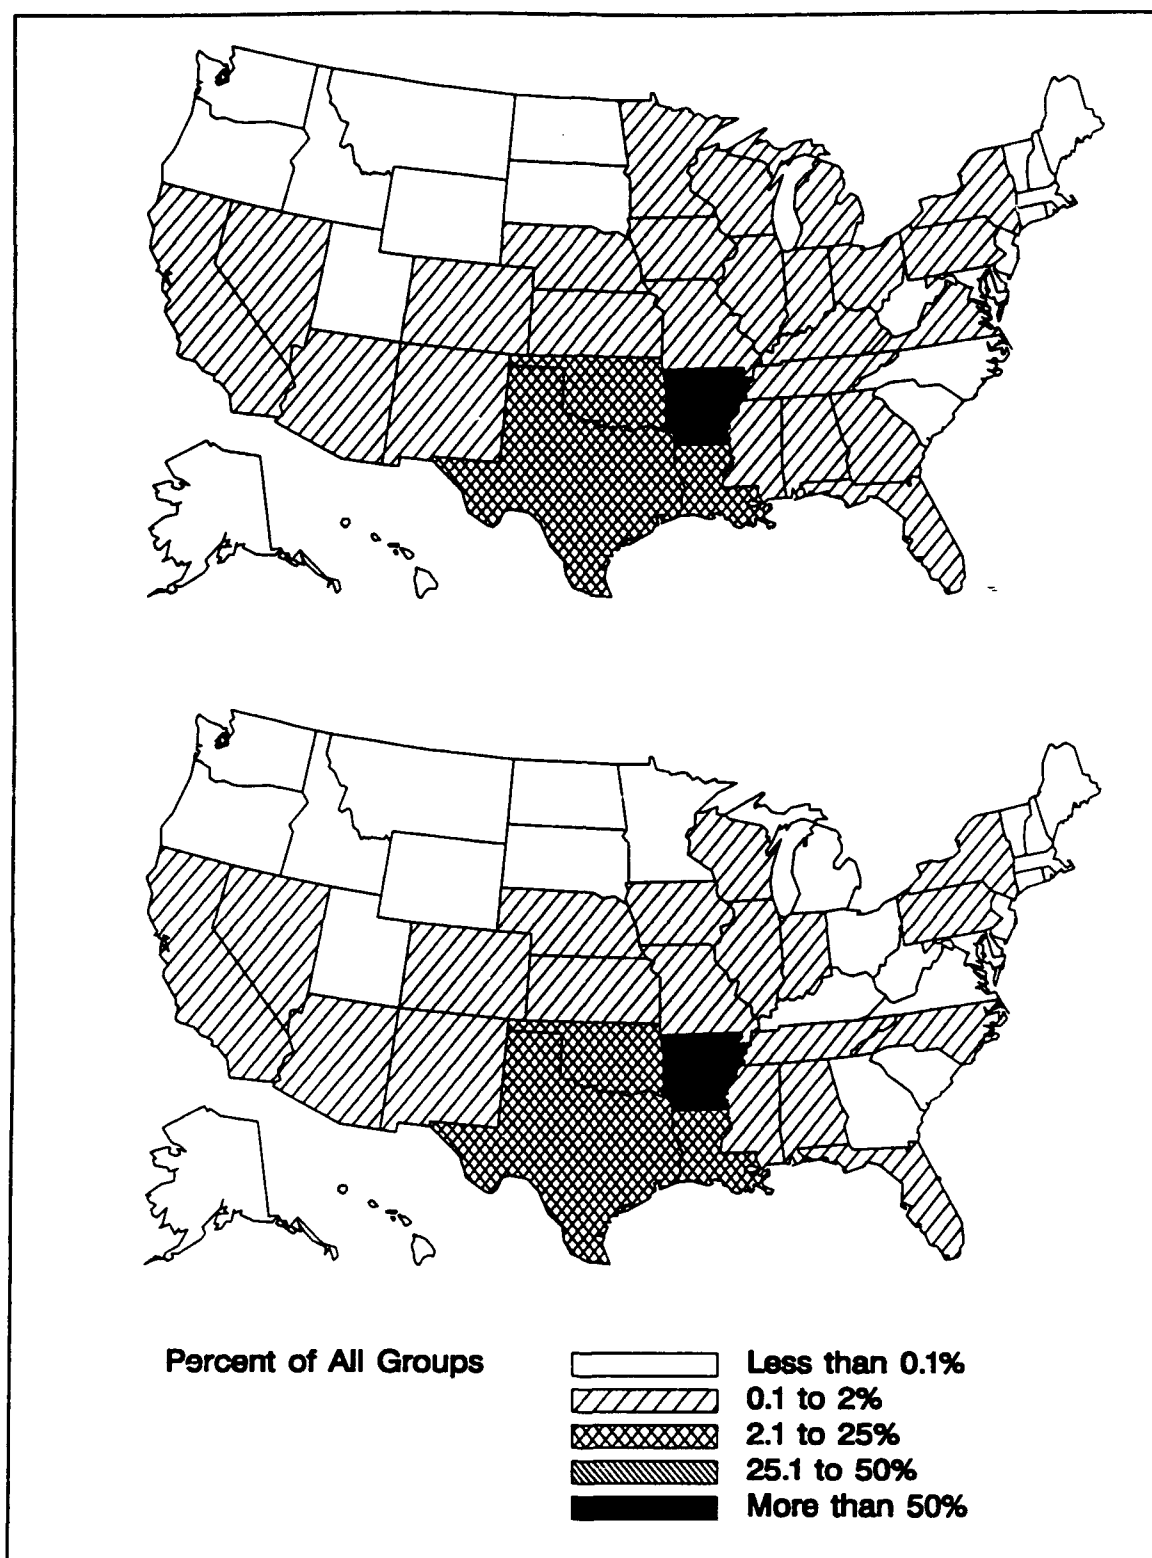 Percent of All Groups
Less than 0.1%
0.1 to 2%
2.1 to 25%
25.1 to 50%
More than 50%